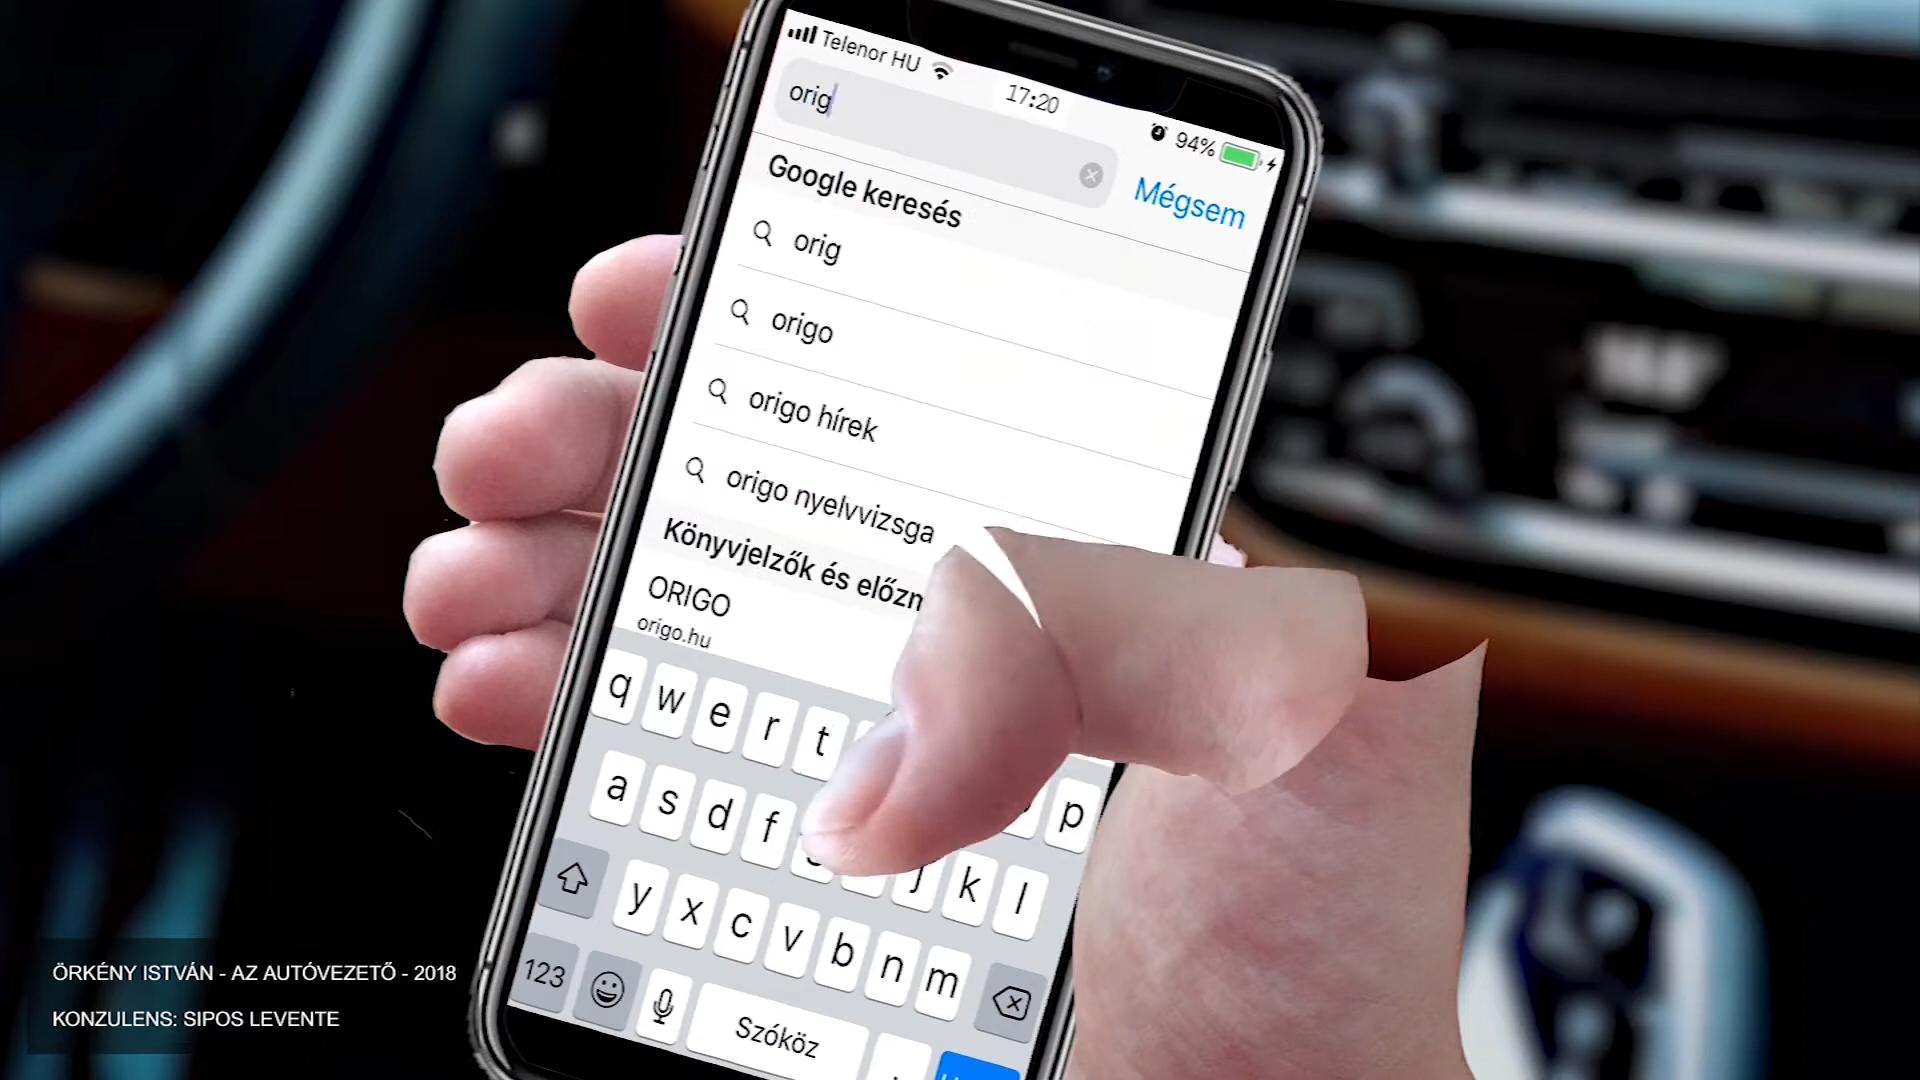 Telenor HU
17:20
94%
orig
Mégsem
Google keresés
orig
origo
origo hírek
origo nyelvvizsga
Könyvjelzők és
ORIGO
origo.hu
q w e r t p
a s d f j k l
y x c v b n m
123 Szóköz .
ÖRKÉNY ISTVÁN - AZ AUTÓVEZETŐ - 2018
KONZULENS: SIPOS LEVENTE